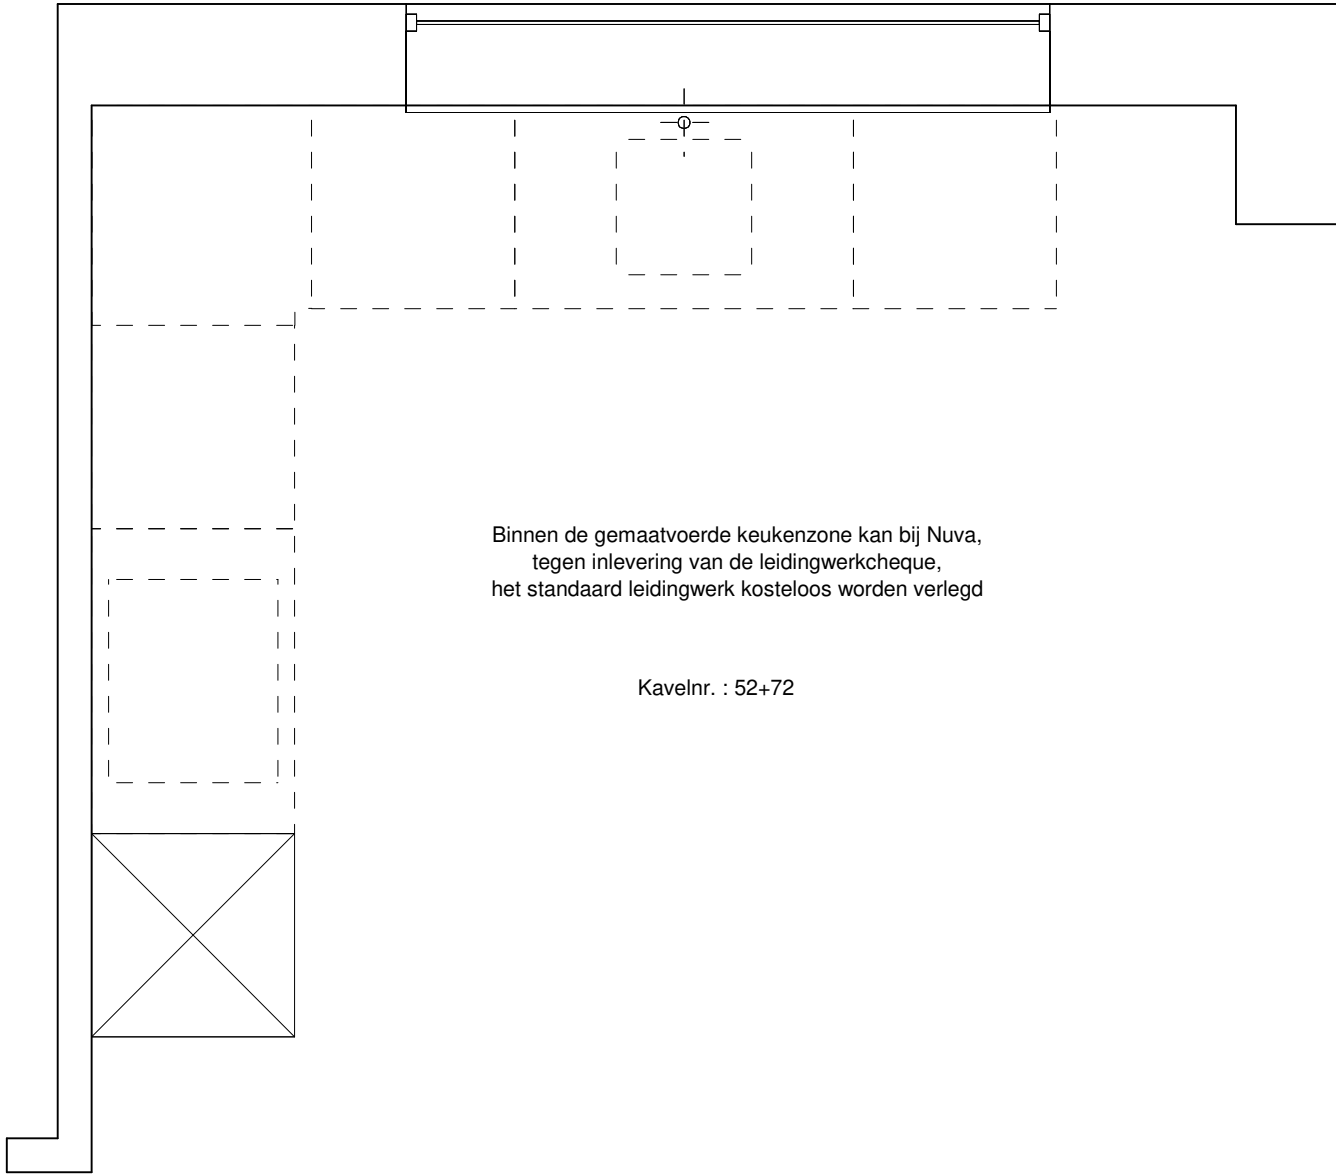 Binnen de gemaatvoerde keukenzone kan bij Nuva,
tegen inlevering van de leidingwerkcheque,
het standaard leidingwerk kosteloos worden verlegd
Kavelnr. : 52+72